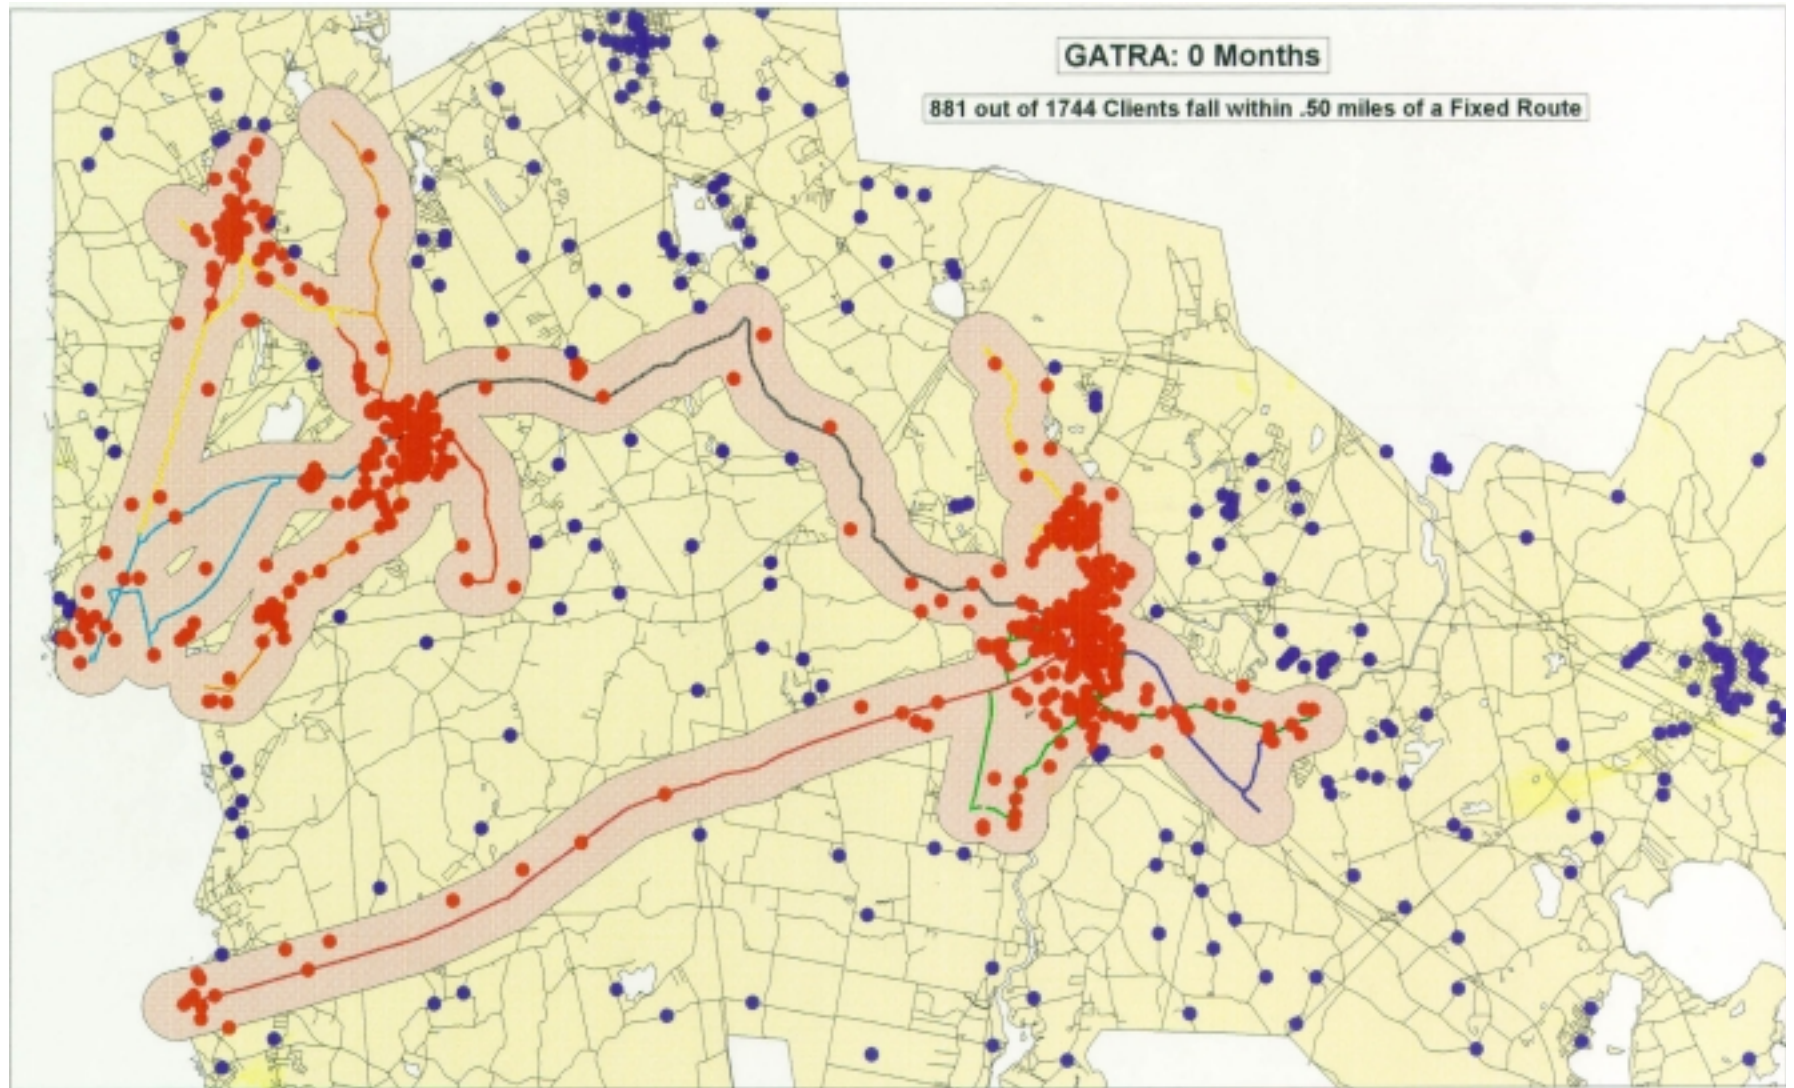 GATRA: 0 Months
881 out of 1744 Clients fall within .50 miles of a Fixed Route